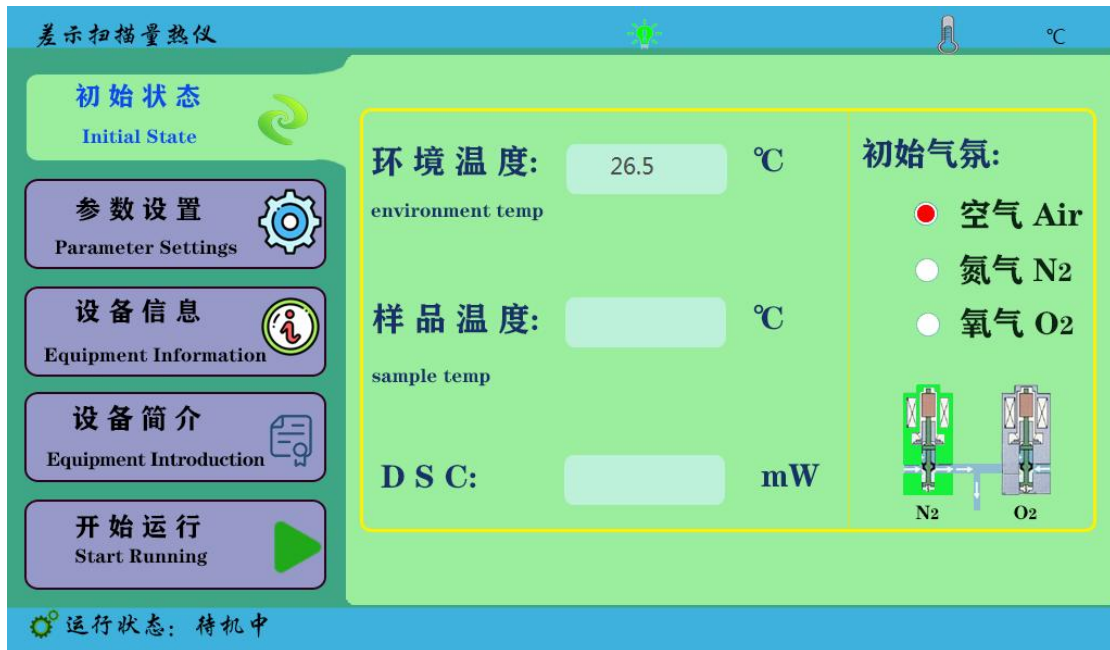 差示扫描量热仪
℃
初始状态
Initial State
参数设置
Parameter Settings
设备信息
Equipment Information
设备简介
Equipment Introduction
开始运行
Start Running
环境温度: 26.5 ℃
environment temp
样品温度: ℃
sample temp
DSC: mW
初始气氛:
空气 Air
氮气 N2
氧气 O2
N2 O2
运行状态: 待机中